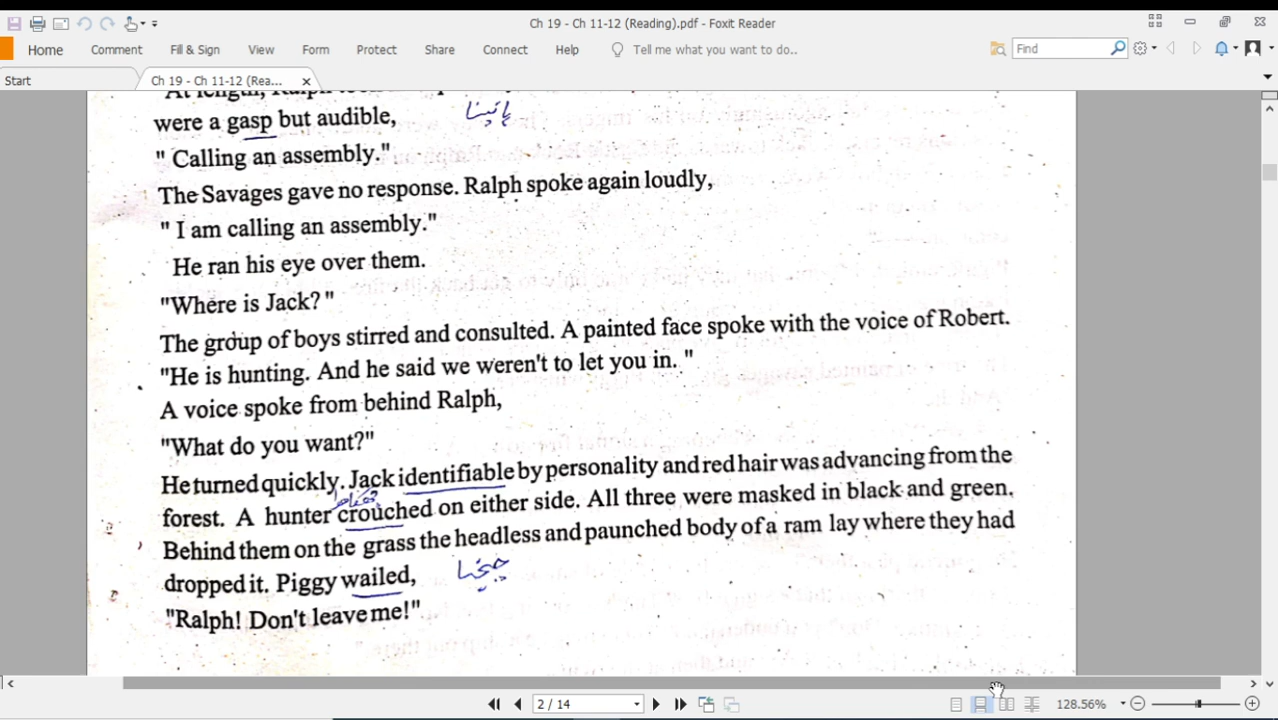 Ch 19 - Ch 11-12 (Reading).pdf - Foxit Reader
Home Comment Fill & Sign View Form Protect Share Connect Help Tell me what you want to do.. Find
Start Ch 19 - Ch 11-12 (Rea...
At length, Ralph
were a gasp but audible,
" Calling an assembly."
The Savages gave no response. Ralph spoke again loudly,
" I am calling an assembly."
He ran his eye over them.
"Where is Jack? "
The group of boys stirred and consulted. A painted face spoke with the voice of Robert.
"He is hunting. And he said we weren't to let you in. "
A voice spoke from behind Ralph,
"What do you want?"
He turned quickly. Jack identifiable by personality and red hair was advancing from the
forest. A hunter crouched on either side. All three were masked in black and green.
Behind them on the grass the headless and paunched body of a ram lay where they had
dropped it. Piggy wailed, چیخنا
"Ralph! Don't leave me!"
2 / 14 128.56%